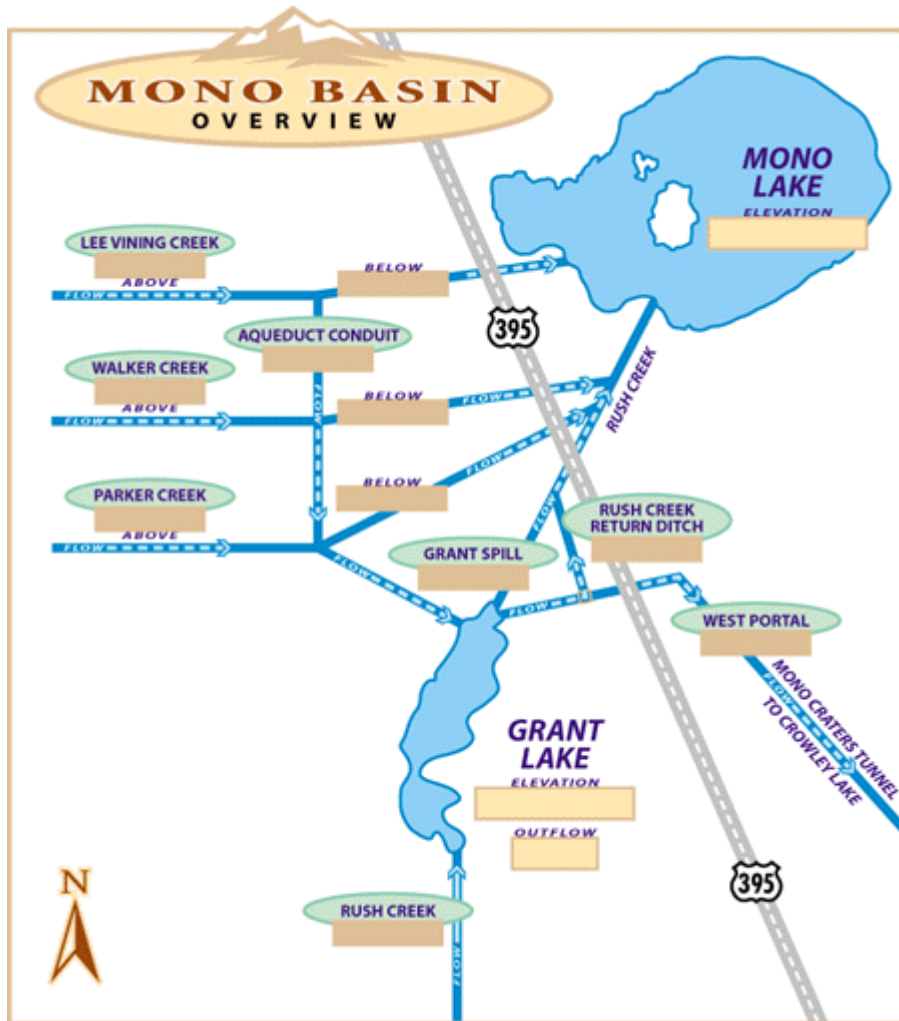 MONO BASIN
OVERVIEW
MONO
LAKE
ELEVATION
LEE VINING CREEK
ABOVE
FLOW
BELOW
AQUEDUCT CONDUIT
FLOW
395
WALKER CREEK
ABOVE
FLOW
BELOW
FLOW
RUSH CREEK
PARKER CREEK
ABOVE
FLOW
BELOW
FLOW
FLOW
RUSH CREEK
RETURN DITCH
GRANT SPILL
FLOW
FLOW
FLOW
WEST PORTAL
FLOW
MONO CRATERS TUNNEL
TO CROWLEY LAKE
GRANT
LAKE
ELEVATION
OUTFLOW
395
N
RUSH CREEK
FLOW